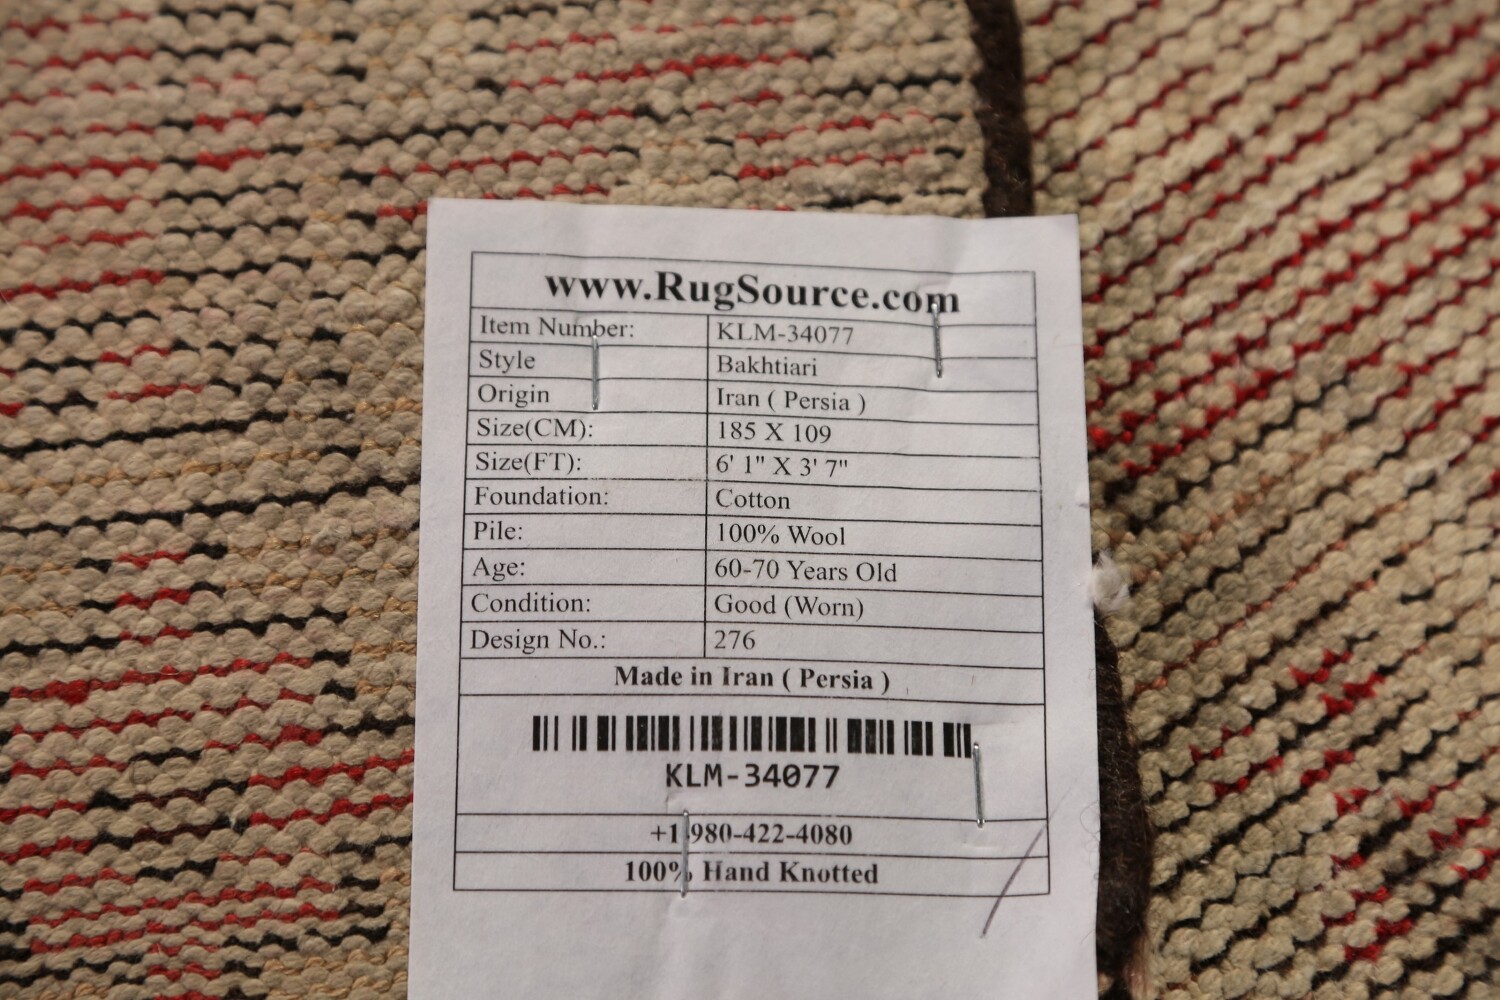 www.RugSource.com
Item Number: KLM-34077
Style Bakhtiari
Origin Iran ( Persia )
Size(CM): 185 X 109
Size(FT): 6' 1" X 3' 7"
Foundation: Cotton
Pile: 100% Wool
Age: 60-70 Years Old
Condition: Good (Worn)
Design No.: 276
Made in Iran ( Persia )
KLM-34077
+1-980-422-4080
100% Hand Knotted